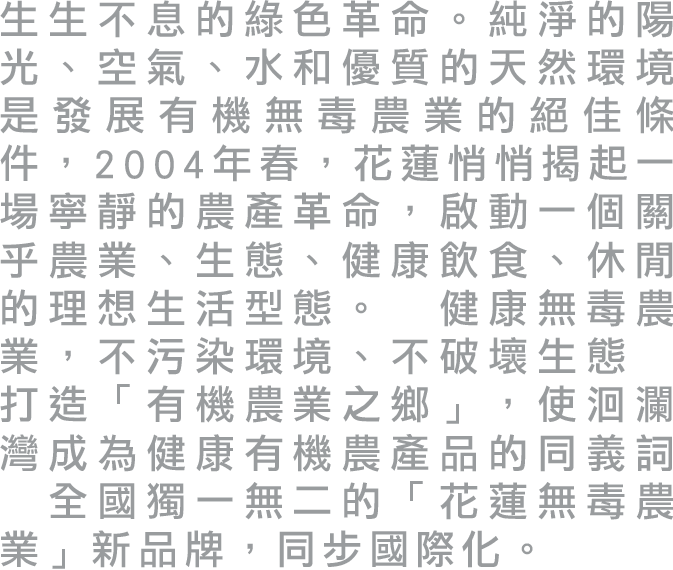 生生不息的綠色革命。純淨的陽
光、空氣、水和優質的天然環境
是發展有機無毒農業的絕佳條
件，2004年春，花蓮悄悄揭起一
場寧靜的農產革命，啟動一個關
乎農業、生態、健康飲食、休閒
的理想生活型態。　健康無毒農
業，不污染環境、不破壞生態
打造「有機農業之鄉」，使洄瀾
灣成為健康有機農產品的同義詞
　全國獨一無二的「花蓮無毒農
業」新品牌，同步國際化。